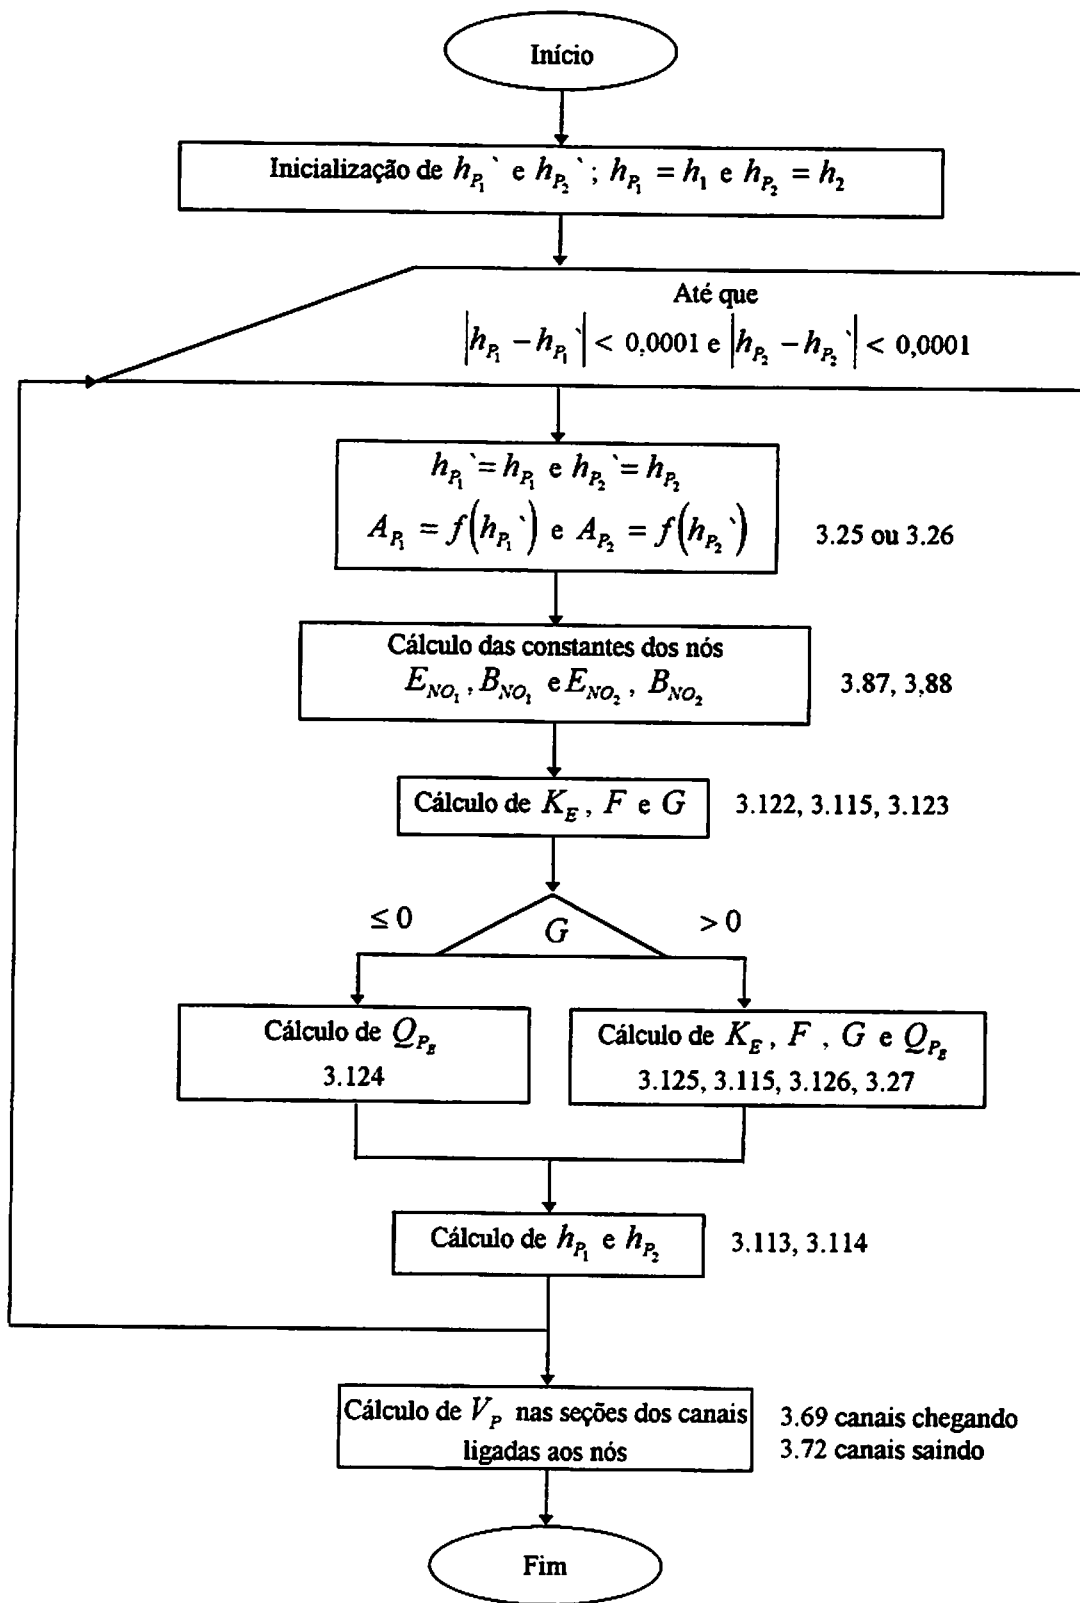 Início
Inicialização de h_{P_1}` e h_{P_2}` ; h_{P_1} = h_1 e h_{P_2} = h_2
Até que
|h_{P_1} − h_{P_1}`| < 0,0001 e |h_{P_2} − h_{P_2}`| < 0,0001
h_{P_1}` = h_{P_1} e h_{P_2}` = h_{P_2}
A_{P_1} = f(h_{P_1}`) e A_{P_2} = f(h_{P_2}`) 3.25 ou 3.26
Cálculo das constantes dos nós
E_{NO_1}, B_{NO_1} e E_{NO_2}, B_{NO_2} 3.87, 3.88
Cálculo de K_E, F e G 3.122, 3.115, 3.123
≤ 0 G > 0
Cálculo de Q_{P_E}
3.124
Cálculo de K_E, F, G e Q_{P_E}
3.125, 3.115, 3.126, 3.27
Cálculo de h_{P_1} e h_{P_2} 3.113, 3.114
Cálculo de V_P nas seções dos canais
ligadas aos nós
3.69 canais chegando
3.72 canais saindo
Fim